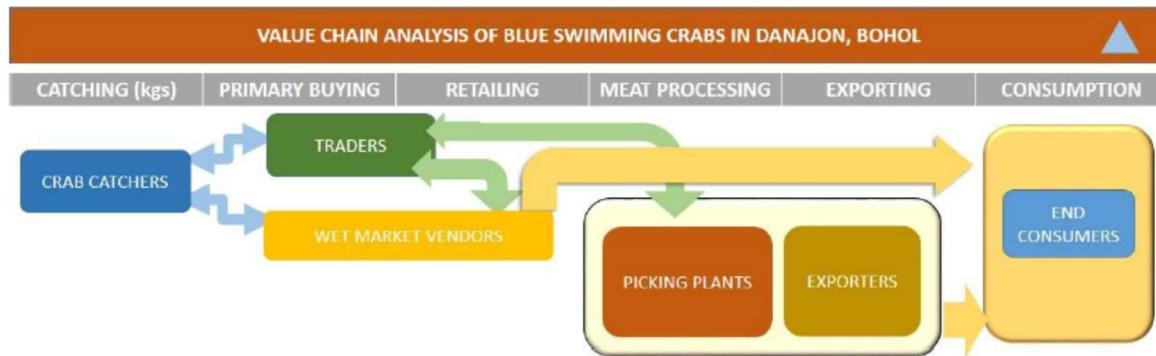 VALUE CHAIN ANALYSIS OF BLUE SWIMMING CRABS IN DANAJON, BOHOL
CATCHING (kgs) PRIMARY BUYING RETAILING MEAT PROCESSING EXPORTING CONSUMPTION
TRADERS
CRAB CATCHERS
WET MARKET VENDORS
END
CONSUMERS
PICKING PLANTS
EXPORTERS